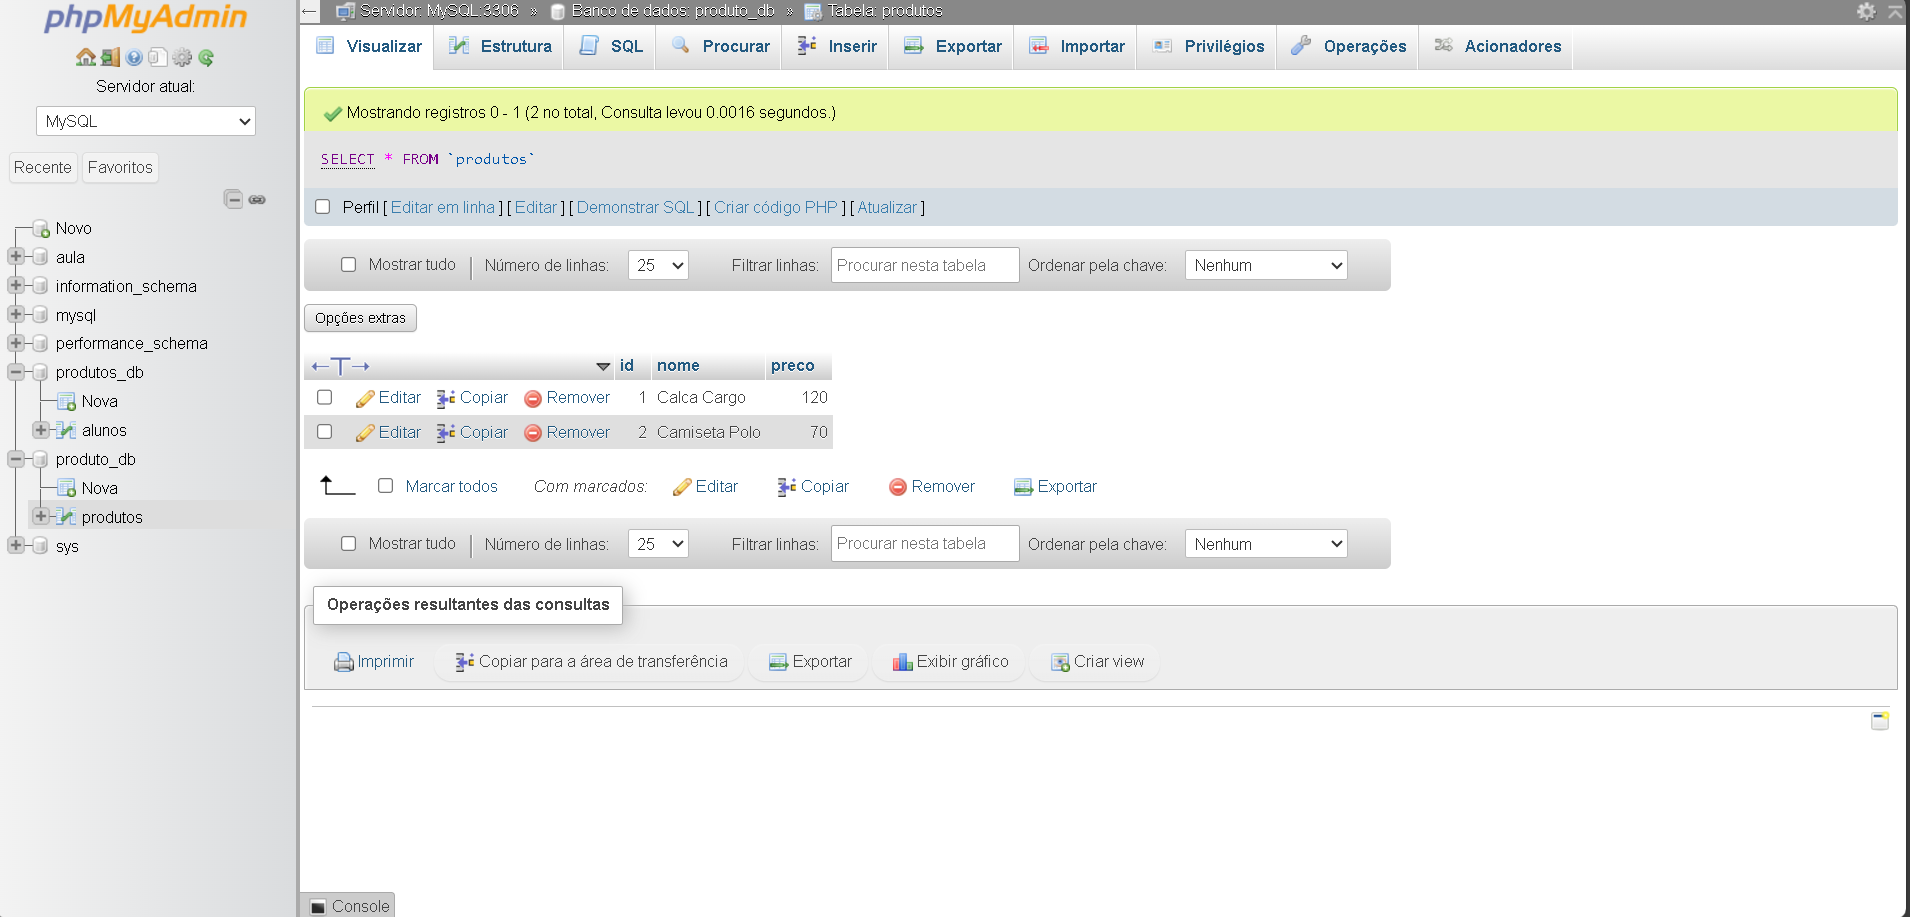 phpMyAdmin
Servidor atual:
MySQL
Recente Favoritos
Novo
aula
information_schema
mysql
performance_schema
produtos_db
Nova
alunos
produto_db
Nova
produtos
sys
Servidor: MySQL:3306 » Banco de dados: produto_db » Tabela: produtos
Visualizar Estrutura SQL Procurar Inserir Exportar Importar Privilégios Operações Acionadores
Mostrando registros 0 - 1 (2 no total, Consulta levou 0.0016 segundos.)
SELECT * FROM `produtos`
Perfil [ Editar em linha ] [ Editar ] [ Demonstrar SQL ] [ Criar código PHP ] [ Atualizar ]
Mostrar tudo Número de linhas: 25 Filtrar linhas: Procurar nesta tabela Ordenar pela chave: Nenhum
Opções extras
←T→ id nome preco
Editar Copiar Remover 1 Calca Cargo 120
Editar Copiar Remover 2 Camiseta Polo 70
Marcar todos Com marcados: Editar Copiar Remover Exportar
Mostrar tudo Número de linhas: 25 Filtrar linhas: Procurar nesta tabela Ordenar pela chave: Nenhum
Operações resultantes das consultas
Imprimir Copiar para a área de transferência Exportar Exibir gráfico Criar view
Console